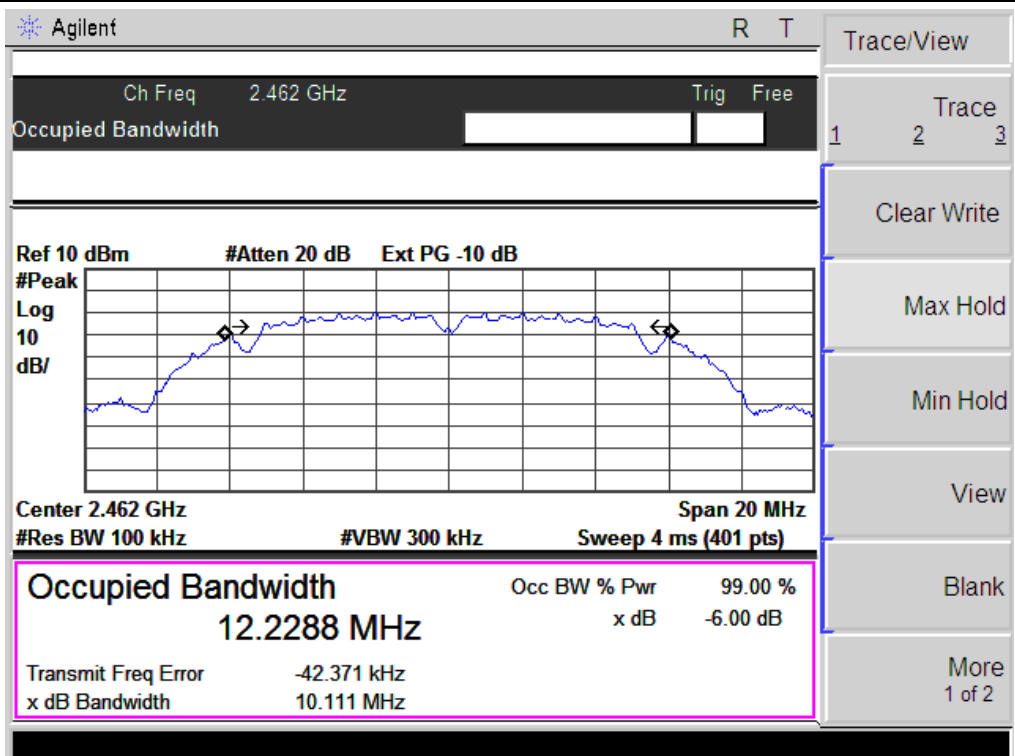 Agilent R T
Trace/View
Ch Freq 2.462 GHz Trig Free
Occupied Bandwidth
Trace
1 2 3
Clear Write
Ref 10 dBm #Atten 20 dB Ext PG -10 dB
#Peak
Log
10
dB/
Max Hold
Min Hold
View
Center 2.462 GHz Span 20 MHz
#Res BW 100 kHz #VBW 300 kHz Sweep 4 ms (401 pts)
Occupied Bandwidth Occ BW % Pwr 99.00 %
12.2288 MHz x dB -6.00 dB
Blank
Transmit Freq Error -42.371 kHz
x dB Bandwidth 10.111 MHz
More
1 of 2